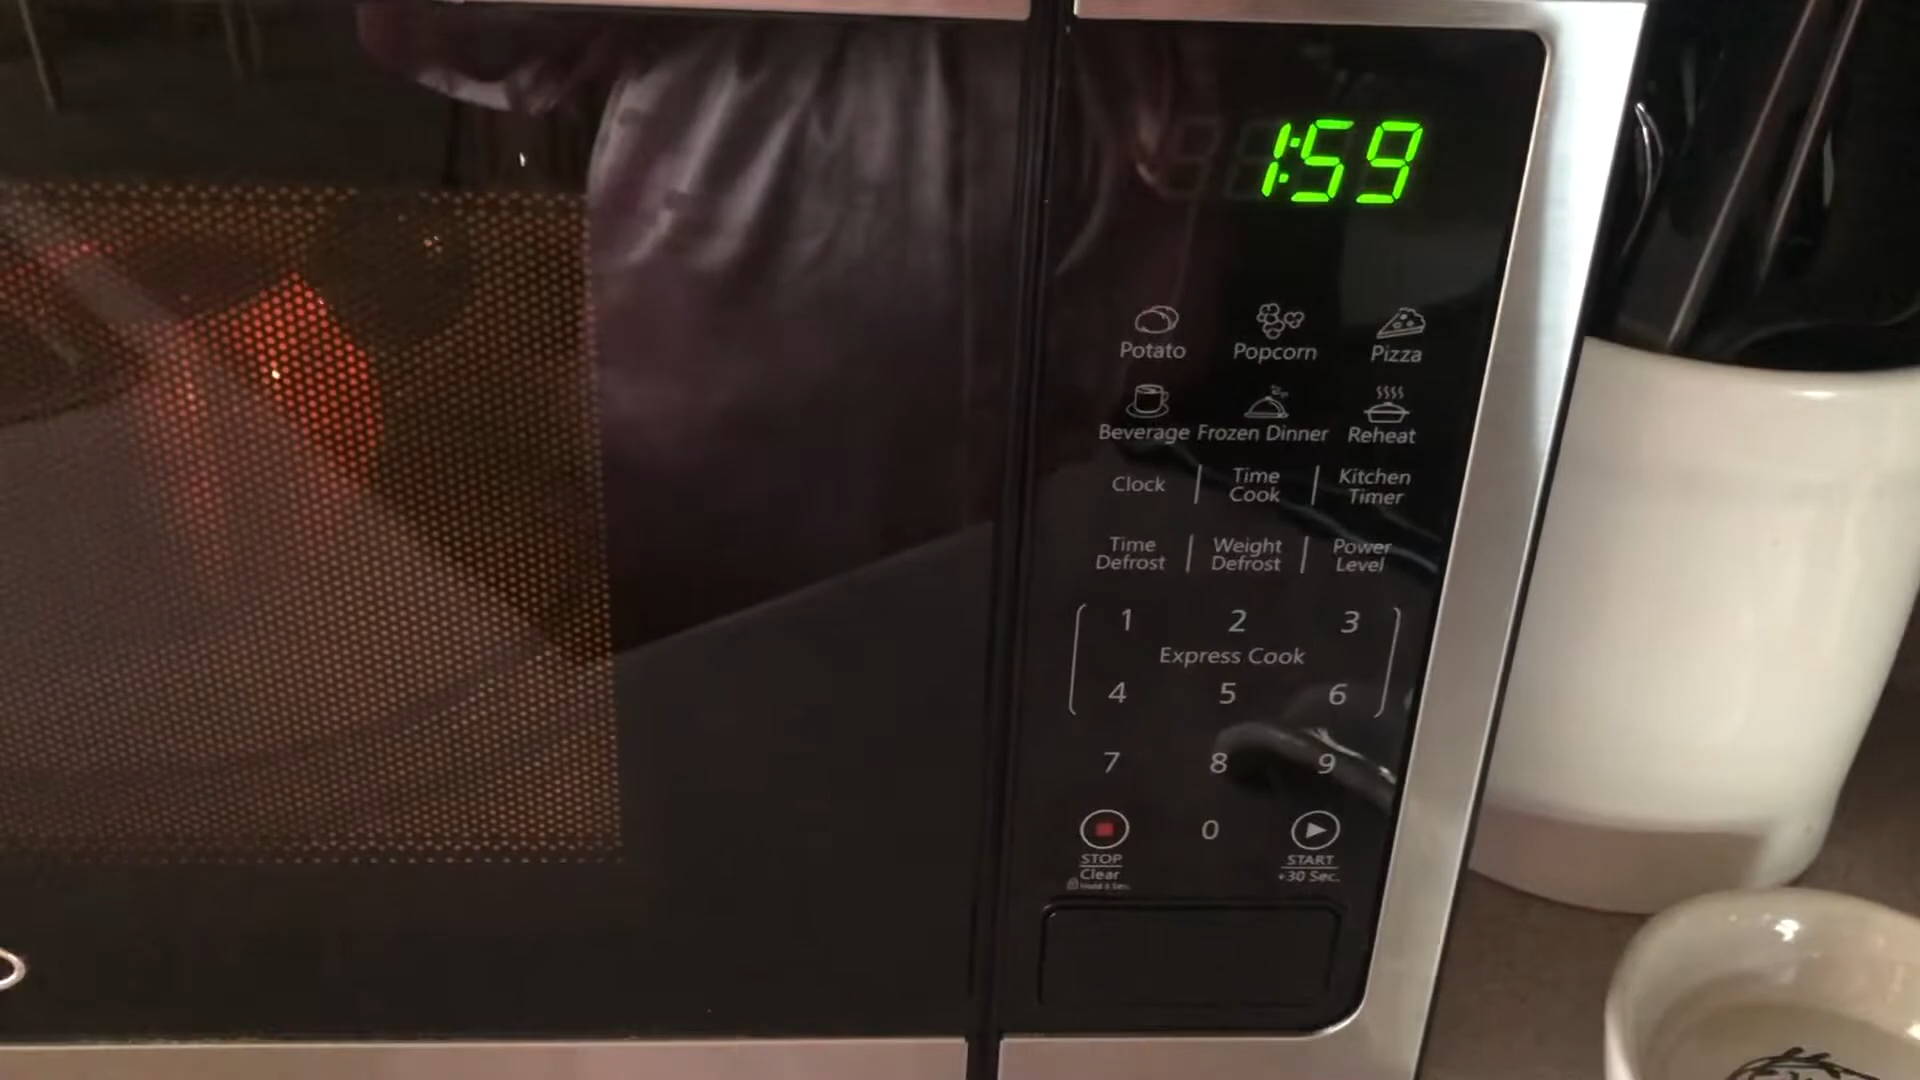 1:59
Potato Popcorn Pizza
Beverage Frozen Dinner Reheat
Clock Time Cook Kitchen Timer
Time Defrost Weight Defrost Power Level
1 2 3
Express Cook
4 5 6
7 8 9
0
STOP START
Clear +30 Sec.